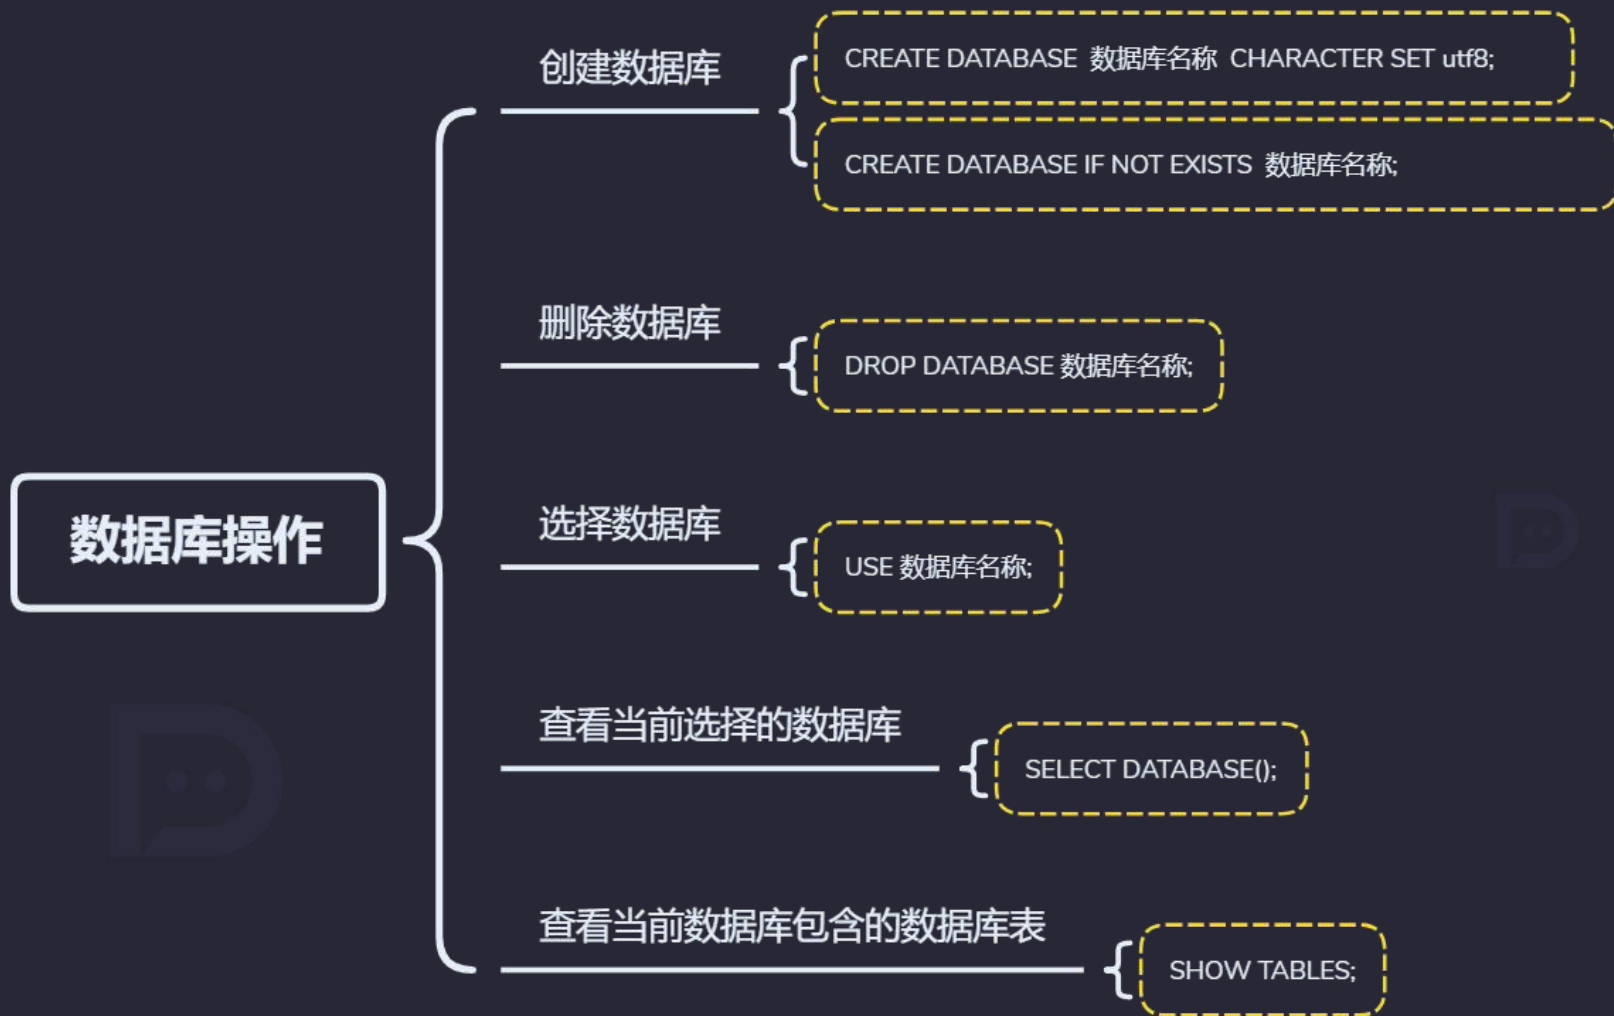 创建数据库
CREATE DATABASE 数据库名称 CHARACTER SET utf8;
CREATE DATABASE IF NOT EXISTS 数据库名称;
删除数据库
DROP DATABASE 数据库名称;
选择数据库
USE 数据库名称;
数据库操作
查看当前选择的数据库
SELECT DATABASE();
查看当前数据库包含的数据库表
SHOW TABLES;